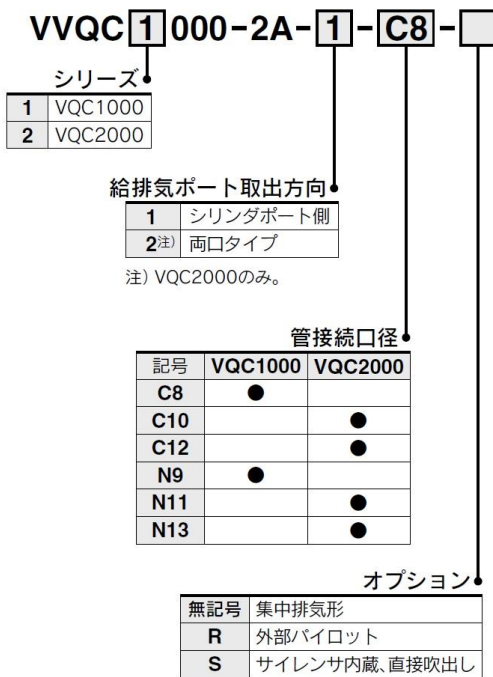 VVQC 1 000-2A-1-C8-
シリーズ
1 VQC1000
2 VQC2000
給排気ポート取出方向
1 シリンダポート側
2注) 両口タイプ
注) VQC2000のみ。
管接続口径
記号 VQC1000 VQC2000
C8 ●
C10 ●
C12 ●
N9 ●
N11 ●
N13 ●
オプション
無記号 集中排気形
R 外部パイロット
S サイレンサ内蔵、直接吹出し